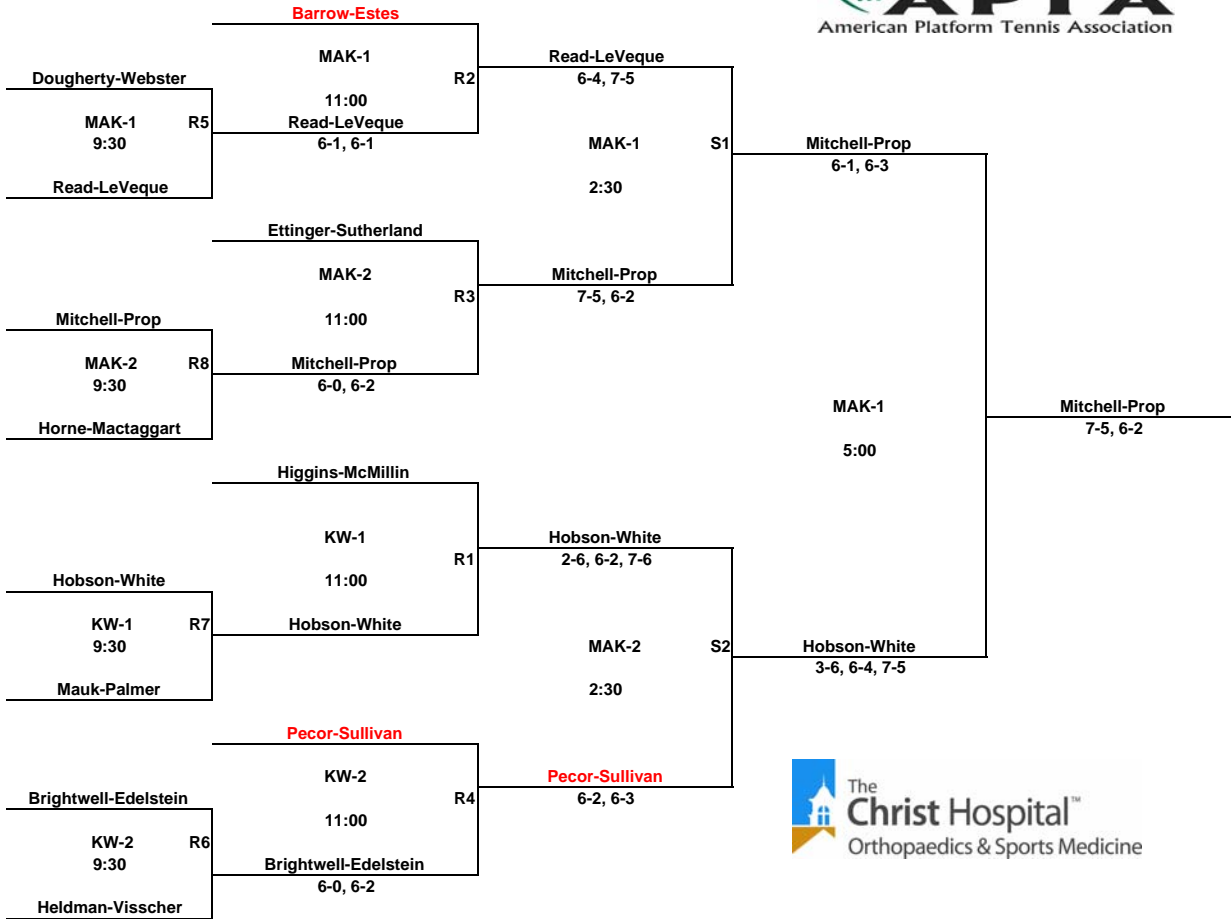 Barrow-Estes
APTA
American Platform Tennis Association
MAK-1
Read-LeVeque
Dougherty-Webster
R2
6-4, 7-5
11:00
MAK-1
R5
Read-LeVeque
9:30
6-1, 6-1
MAK-1
S1
Mitchell-Prop
6-1, 6-3
Read-LeVeque
2:30
Ettinger-Sutherland
MAK-2
Mitchell-Prop
R3
7-5, 6-2
Mitchell-Prop
11:00
MAK-2
R8
Mitchell-Prop
9:30
6-0, 6-2
MAK-1
Mitchell-Prop
Horne-Mactaggart
7-5, 6-2
5:00
Higgins-McMillin
KW-1
Hobson-White
R1
2-6, 6-2, 7-6
Hobson-White
11:00
KW-1
R7
Hobson-White
9:30
MAK-2
S2
Hobson-White
3-6, 6-4, 7-5
Mauk-Palmer
2:30
Pecor-Sullivan
KW-2
Pecor-Sullivan
Brightwell-Edelstein
R4
6-2, 6-3
11:00
KW-2
R6
9:30
Brightwell-Edelstein
6-0, 6-2
Heldman-Visscher
The
Christ Hospital™
Orthopaedics & Sports Medicine